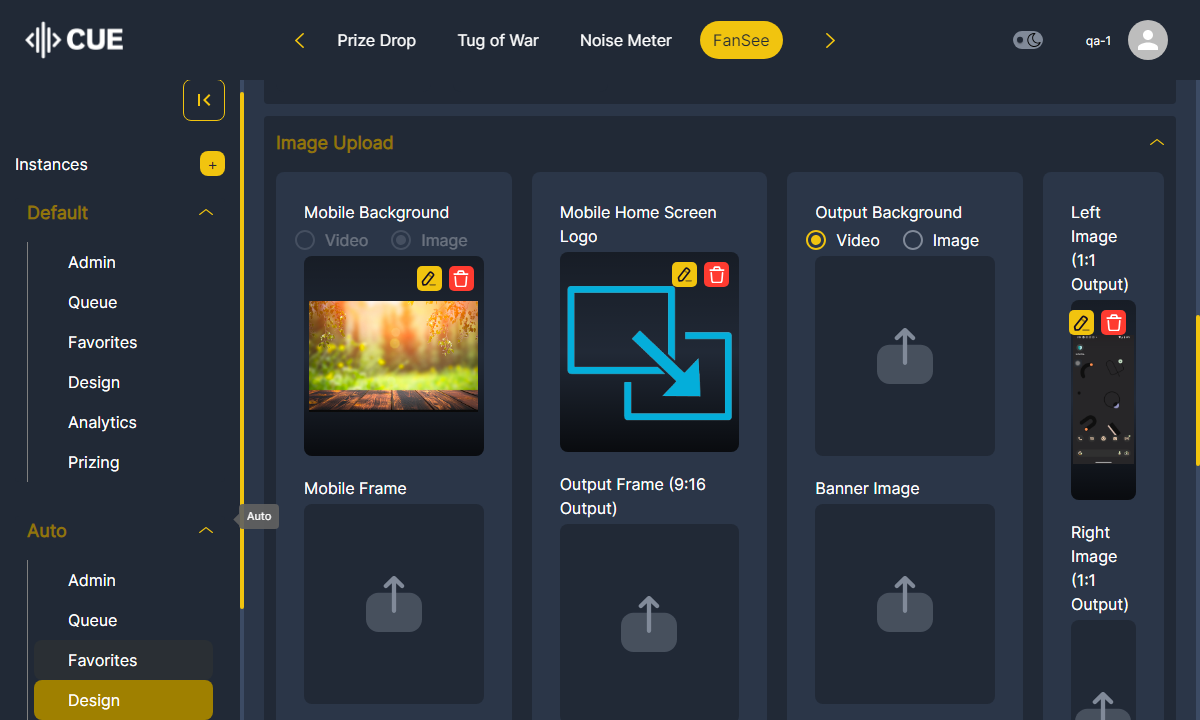 CUE
Prize Drop
Tug of War
Noise Meter
FanSee
qa-1
Instances
+
Default
Admin
Queue
Favorites
Design
Analytics
Prizing
Auto
Admin
Queue
Favorites
Design
Auto
Image Upload
Mobile Background
Video
Image
Mobile Frame
Mobile Home Screen
Logo
Output Frame (9:16
Output)
Output Background
Video
Image
Banner Image
Left
Image
(1:1
Output)
Right
Image
(1:1
Output)